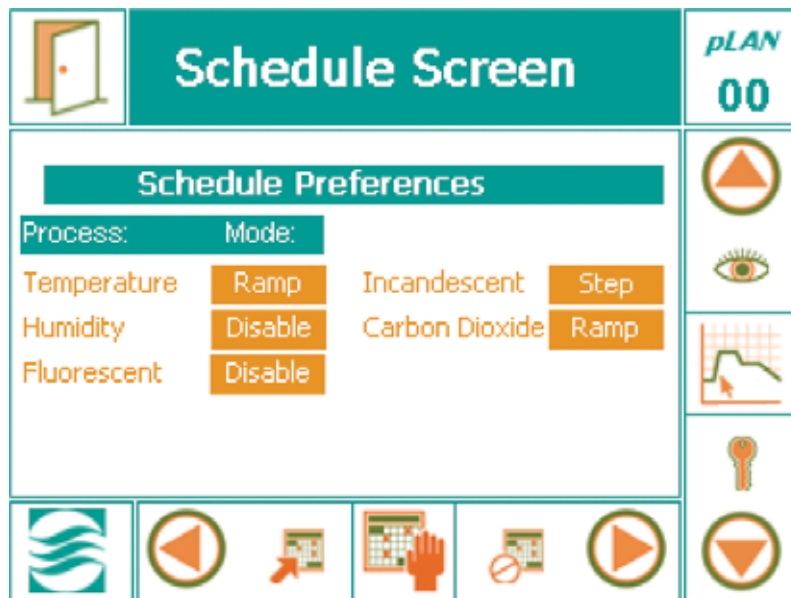 Schedule Screen
pLAN
00
Schedule Preferences
Process: Mode:
Temperature Ramp Incandescent Step
Humidity Disable Carbon Dioxide Ramp
Fluorescent Disable